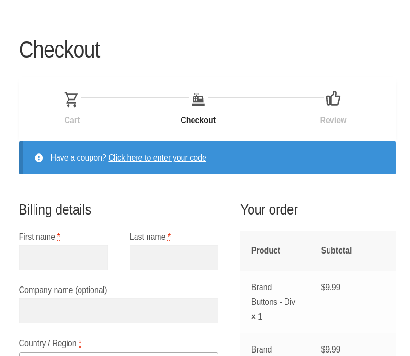 Checkout
Cart
Checkout
Review
Have a coupon? Click here to enter your code
Billing details
First name *
Last name *
Company name (optional)
Country / Region *
Your order
Product Subtotal
Brand Buttons - Div × 1 $9.99
Brand $9.99